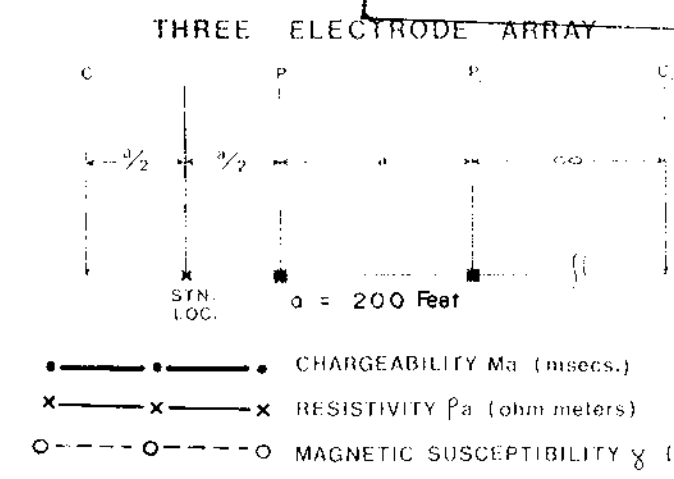 THREE ELECTRODE ARRAY
C P P C
a/2 a/2 a ∞
STN.
LOC.
a = 200 Feet
CHARGEABILITY Ma (msecs.)
RESISTIVITY ρa (ohm meters)
MAGNETIC SUSCEPTIBILITY γ (